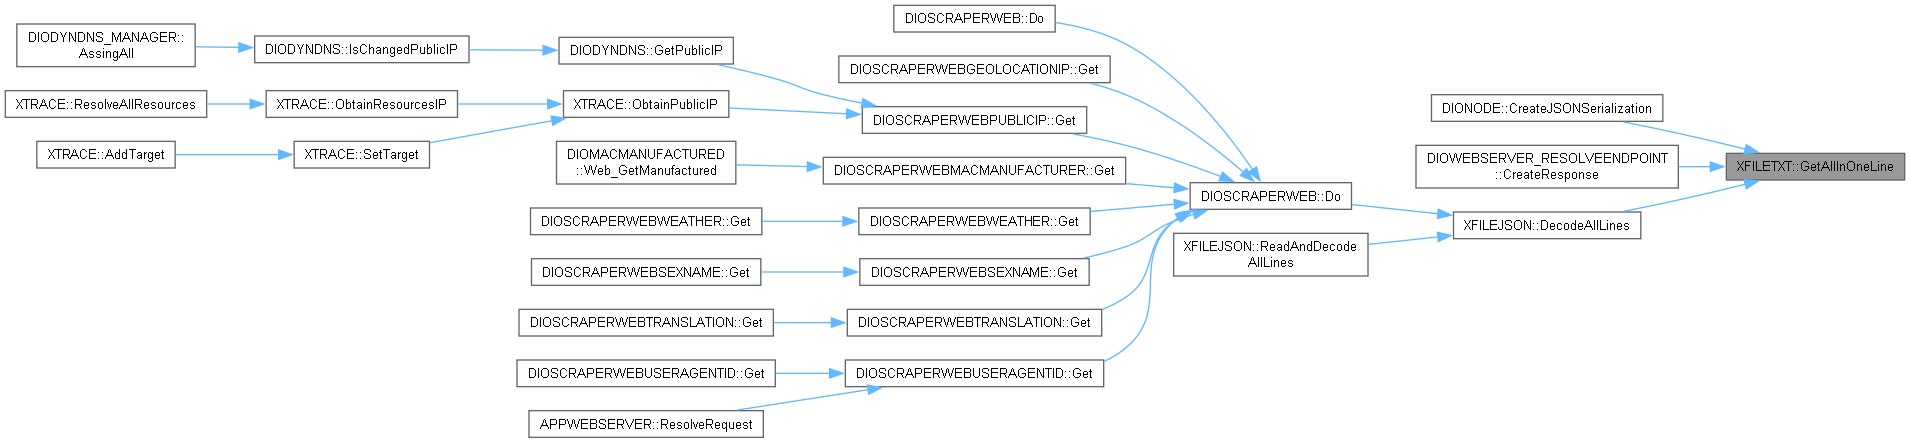 DIODYNDNS_MANAGER::
AssingAll
DIODYNDNS::IsChangedPublicIP
DIODYNDNS::GetPublicIP
XTRACE::ResolveAllResources
XTRACE::ObtainResourcesIP
XTRACE::ObtainPublicIP
XTRACE::AddTarget
XTRACE::SetTarget
DIOMACMANUFACTURED
::Web_GetManufactured
DIOSCRAPERWEBWEATHER::Get
DIOSCRAPERWEBSEXNAME::Get
DIOSCRAPERWEBTRANSLATION::Get
DIOSCRAPERWEBUSERAGENTID::Get
APPWEBSERVER::ResolveRequest
DIOSCRAPERWEB::Do
DIOSCRAPERWEBGEOLOCATIONIP::Get
DIOSCRAPERWEBPUBLICIP::Get
DIOSCRAPERWEBMACMANUFACTURER::Get
DIOSCRAPERWEBWEATHER::Get
DIOSCRAPERWEBSEXNAME::Get
DIOSCRAPERWEBTRANSLATION::Get
DIOSCRAPERWEBUSERAGENTID::Get
DIOSCRAPERWEB::Do
XFILEJSON::ReadAndDecode
AllLines
DIONODE::CreateJSONSerialization
DIOWEBSERVER_RESOLVEENDPOINT
::CreateResponse
XFILEJSON::DecodeAllLines
XFILETXT::GetAllInOneLine